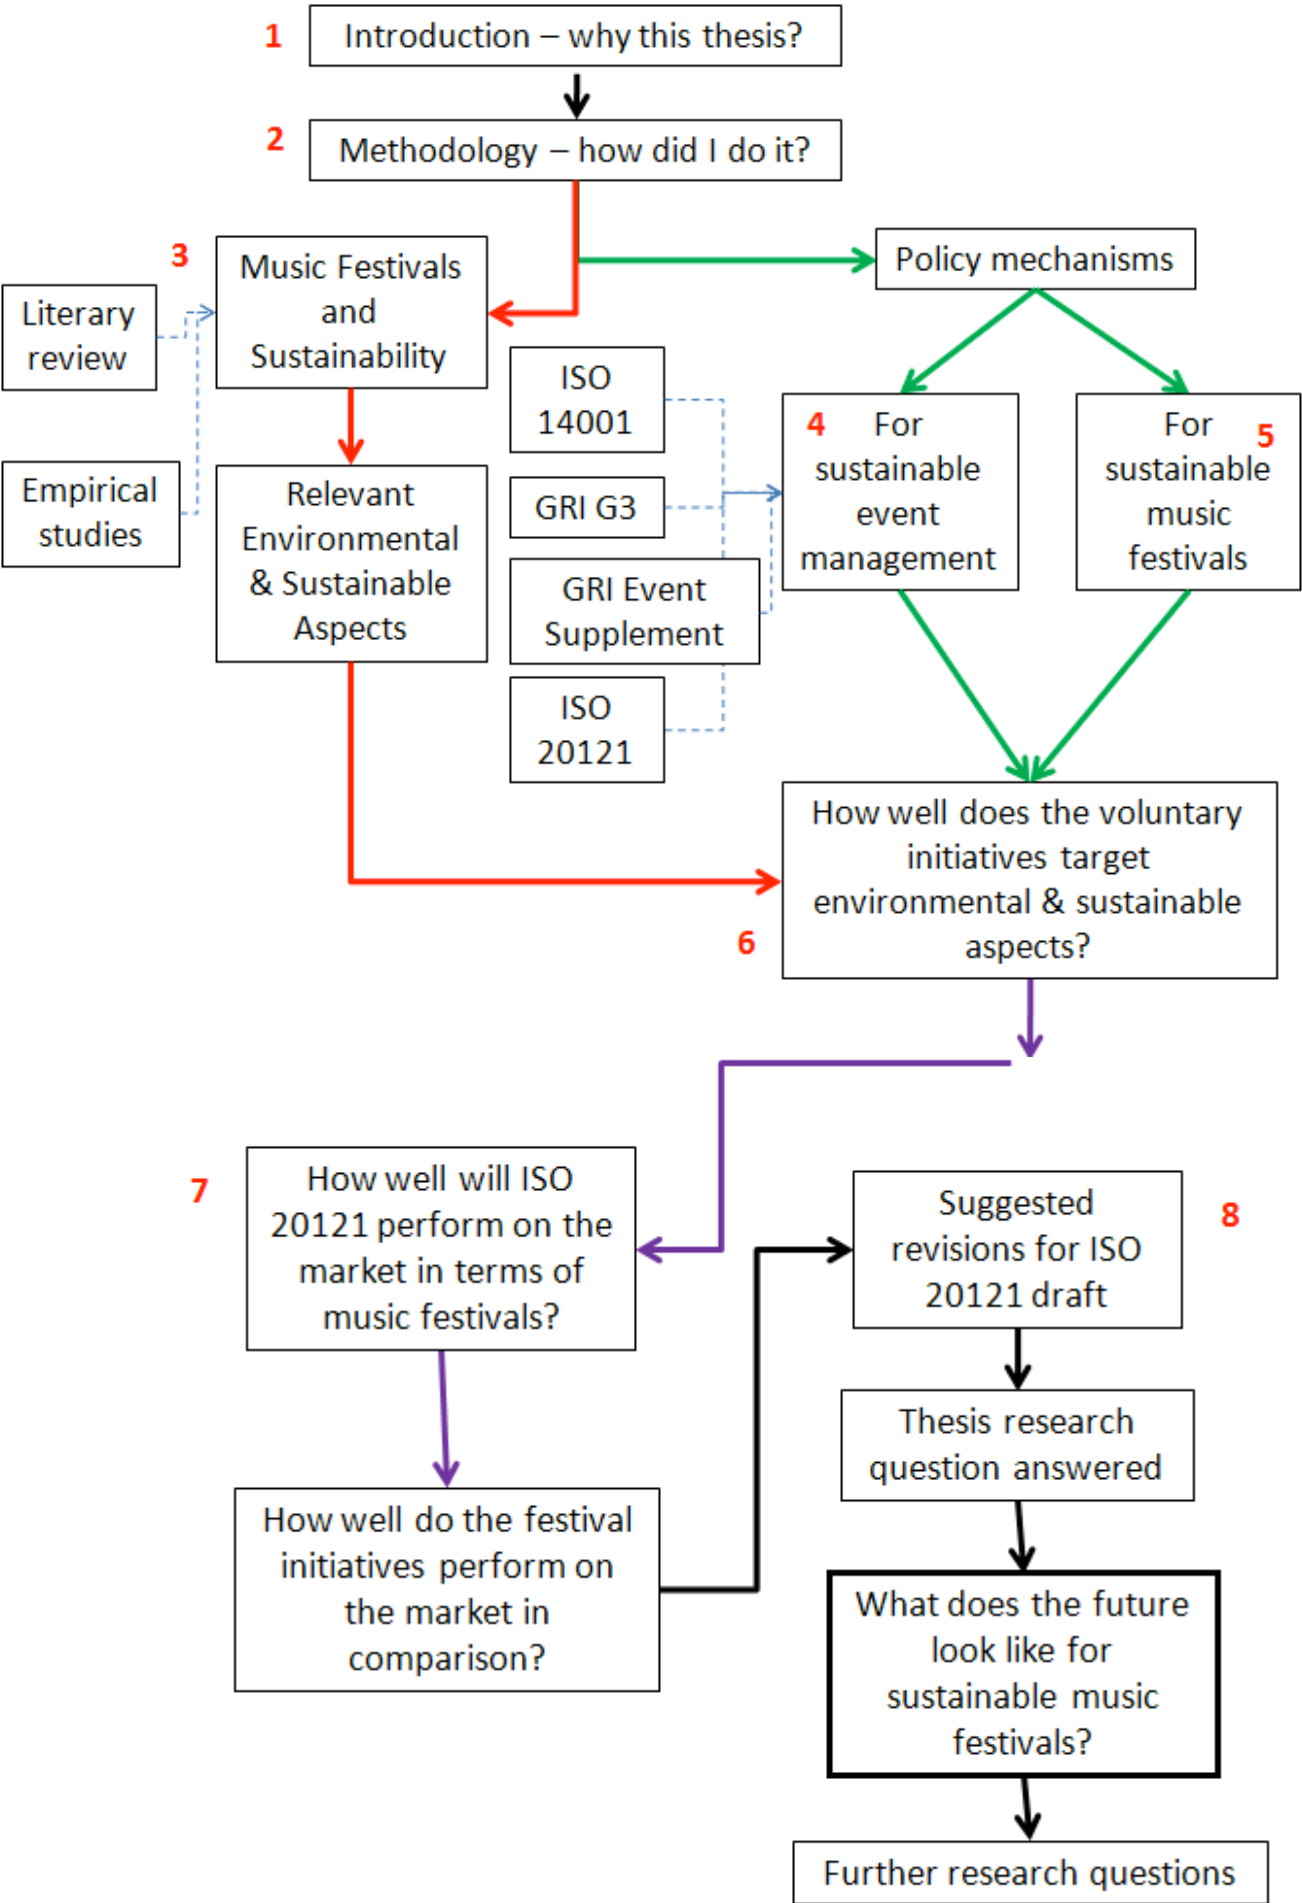 1
Introduction – why this thesis?
2
Methodology – how did I do it?
3
Music Festivals
and
Sustainability
Literary
review
Empirical
studies
Relevant
Environmental
& Sustainable
Aspects
Policy mechanisms
ISO
14001
GRI G3
GRI Event
Supplement
ISO
20121
4
For
sustainable
event
management
5
For
sustainable
music
festivals
How well does the voluntary
initiatives target
environmental & sustainable
aspects?
6
7
How well will ISO
20121 perform on the
market in terms of
music festivals?
How well do the festival
initiatives perform on
the market in
comparison?
8
Suggested
revisions for ISO
20121 draft
Thesis research
question answered
What does the future
look like for
sustainable music
festivals?
Further research questions